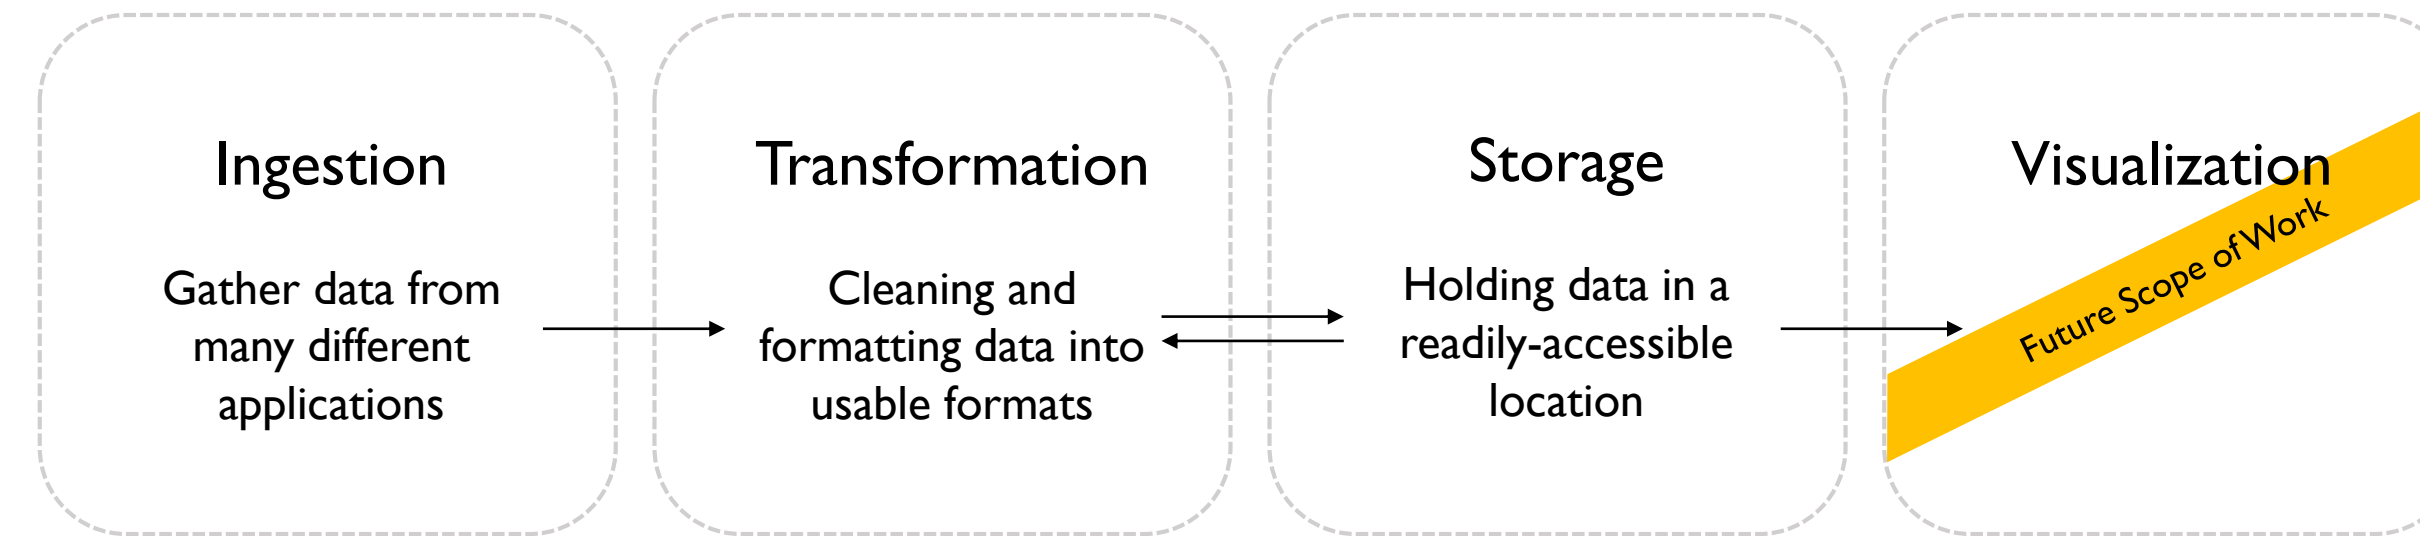 Ingestion
Gather data from
many different
applications
Transformation
Cleaning and
formatting data into
usable formats
Storage
Holding data in a
readily-accessible
location
Visualization
Future Scope of Work